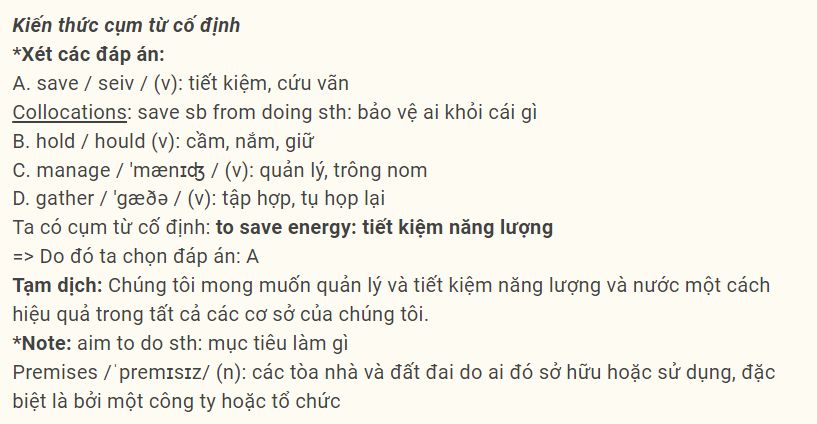 Kiến thức cụm từ cố định
*Xét các đáp án:
A. save / seiv / (v): tiết kiệm, cứu vãn
Collocations: save sb from doing sth: bảo vệ ai khỏi cái gì
B. hold / hould (v): cầm, nắm, giữ
C. manage / 'mænɪʤ / (v): quản lý, trông nom
D. gather / 'gæðə / (v): tập hợp, tụ họp lại
Ta có cụm từ cố định: to save energy: tiết kiệm năng lượng
=> Do đó ta chọn đáp án: A
Tạm dịch: Chúng tôi mong muốn quản lý và tiết kiệm năng lượng và nước một cách
hiệu quả trong tất cả các cơ sở của chúng tôi.
*Note: aim to do sth: mục tiêu làm gì
Premises /ˈpremɪsɪz/ (n): các tòa nhà và đất đai do ai đó sở hữu hoặc sử dụng, đặc
biệt là bởi một công ty hoặc tổ chức